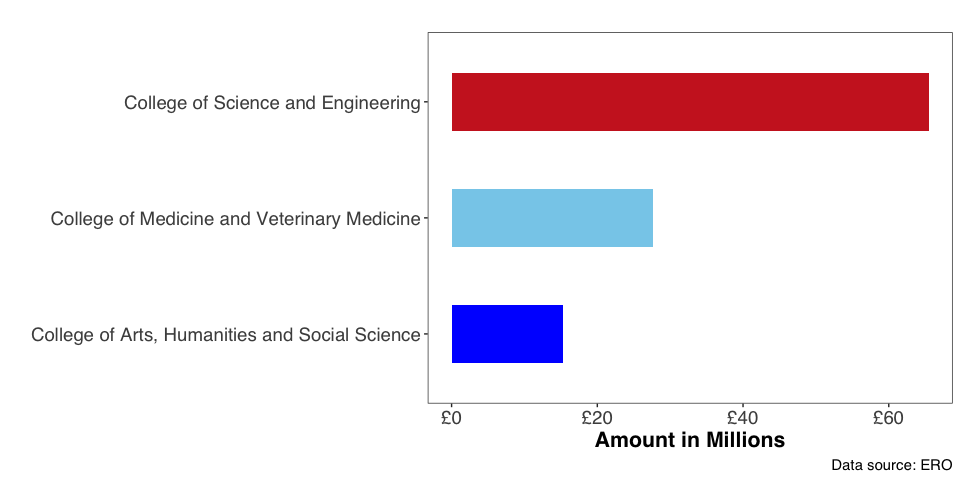 College of Science and Engineering
College of Medicine and Veterinary Medicine
College of Arts, Humanities and Social Science
£0 £20 £40 £60
Amount in Millions
Data source: ERO